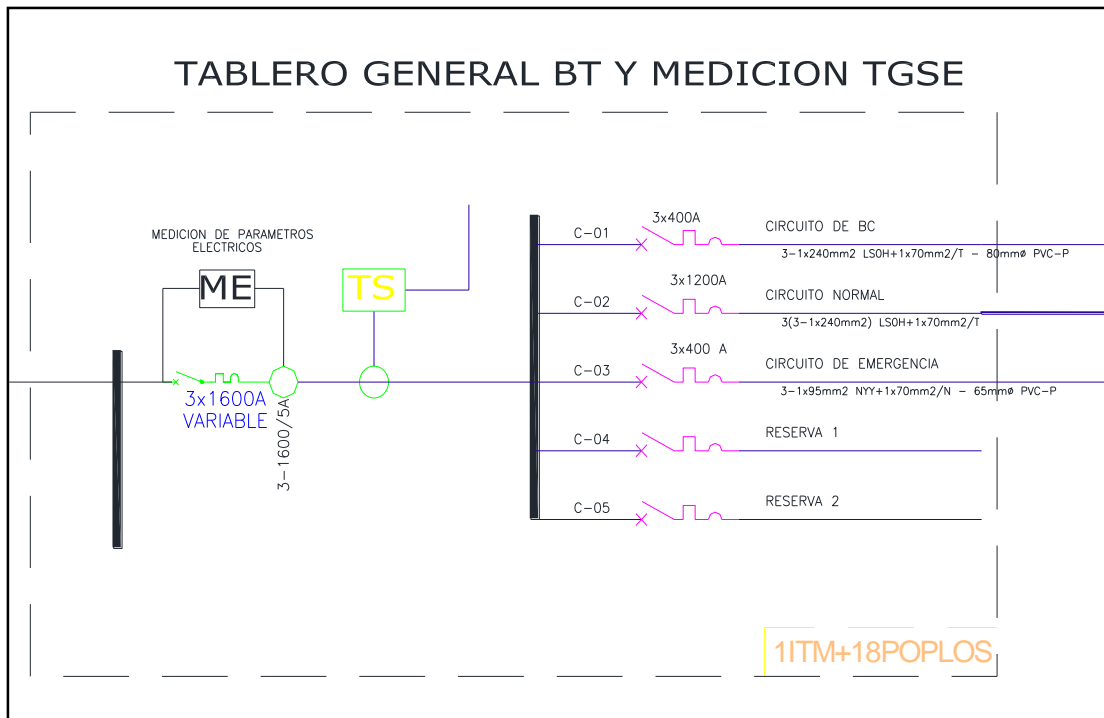 TABLERO GENERAL BT Y MEDICION TGSE
MEDICION DE PARAMETROS
ELECTRICOS
ME
TS
3x1600A
VARIABLE
3-1600/5A
C-01
3x400A
CIRCUITO DE BC
3-1x240mm2 LSOH+1x70mm2/T - 80mmø PVC-P
C-02
3x1200A
CIRCUITO NORMAL
3(3-1x240mm2) LSOH+1x70mm2/T
C-03
3x400 A
CIRCUITO DE EMERGENCIA
3-1x95mm2 NYY+1x70mm2/N - 65mmø PVC-P
C-04
RESERVA 1
C-05
RESERVA 2
1ITM+18POPLOS